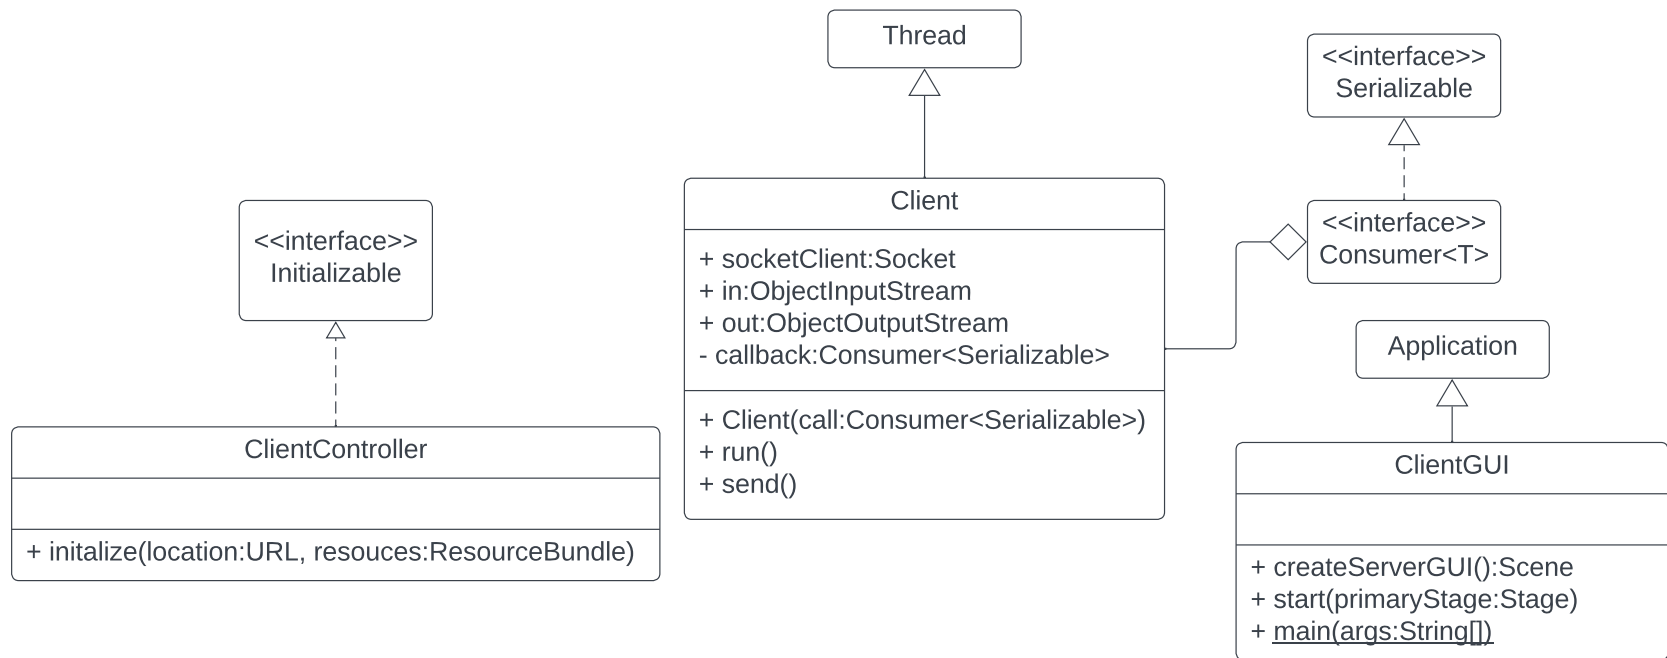 Thread
<<interface>>
Serializable
<<interface>>
Initializable
Client
+ socketClient:Socket
+ in:ObjectInputStream
+ out:ObjectOutputStream
- callback:Consumer<Serializable>
+ Client(call:Consumer<Serializable>)
+ run()
+ send()
<<interface>>
Consumer<T>
Application
ClientController
+ initalize(location:URL, resouces:ResourceBundle)
ClientGUI
+ createServerGUI():Scene
+ start(primaryStage:Stage)
+ main(args:String[])